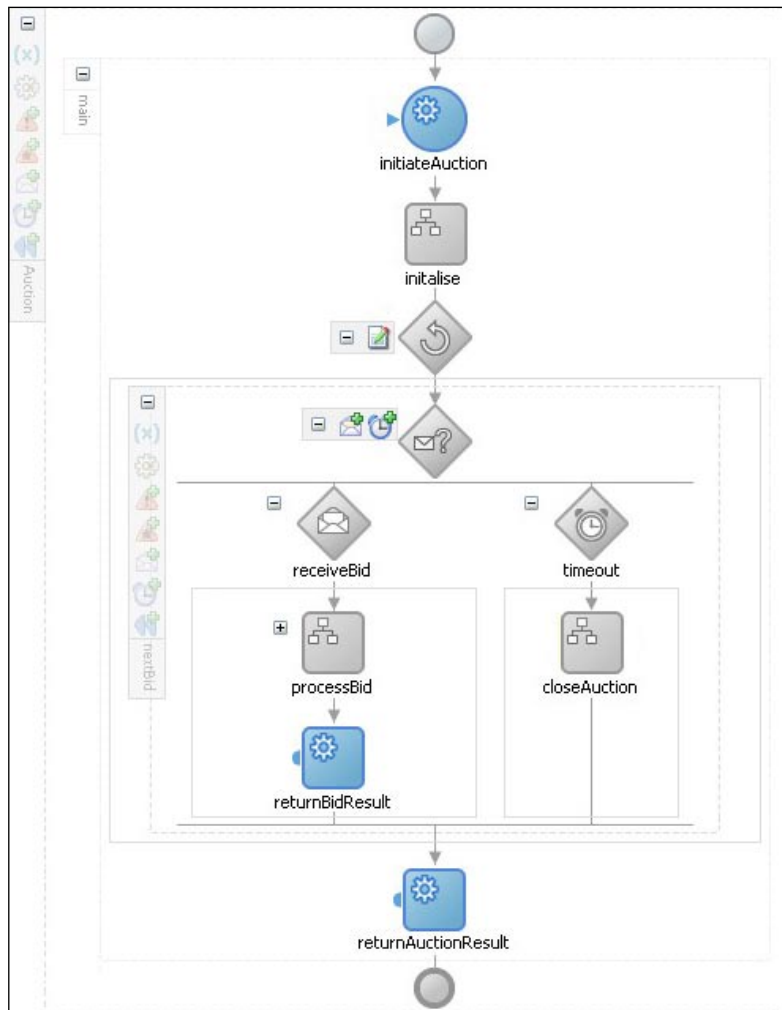 (x)
Auction
main
initiateAuction
initalise
(x)
nextBid
receiveBid
timeout
processBid
closeAuction
returnBidResult
returnAuctionResult